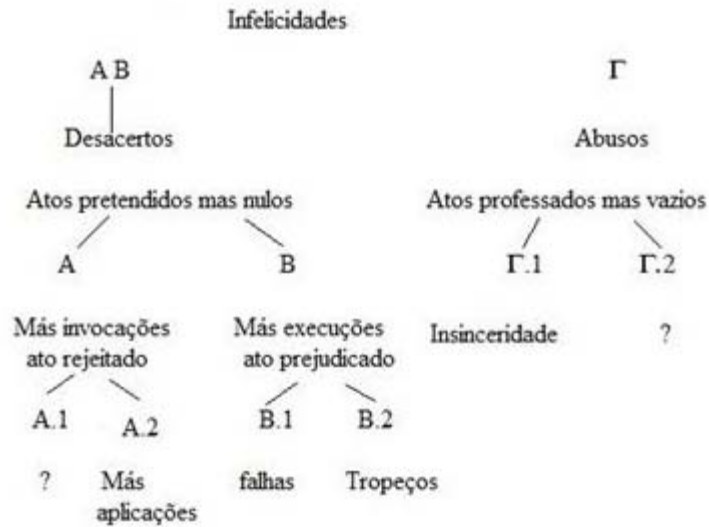 Infelicidades
A B
Γ
Desacertos
Abusos
Atos pretendidos mas nulos
Atos professados mas vazios
A
B
Γ.1
Γ.2
Más invocações
ato rejeitado
Más execuções
ato prejudicado
Insinceridade
?
A.1
A.2
B.1
B.2
?
Más
aplicações
falhas
Tropeços